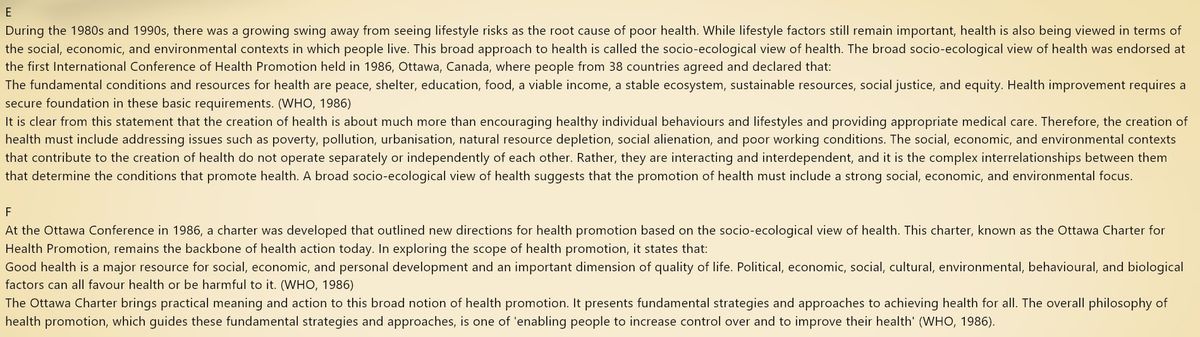 E
During the 1980s and 1990s, there was a growing swing away from seeing lifestyle risks as the root cause of poor health. While lifestyle factors still remain important, health is also being viewed in terms of
the social, economic, and environmental contexts in which people live. This broad approach to health is called the socio-ecological view of health. The broad socio-ecological view of health was endorsed at
the first International Conference of Health Promotion held in 1986, Ottawa, Canada, where people from 38 countries agreed and declared that:
The fundamental conditions and resources for health are peace, shelter, education, food, a viable income, a stable ecosystem, sustainable resources, social justice, and equity. Health improvement requires a
secure foundation in these basic requirements. (WHO, 1986)
It is clear from this statement that the creation of health is about much more than encouraging healthy individual behaviours and lifestyles and providing appropriate medical care. Therefore, the creation of
health must include addressing issues such as poverty, pollution, urbanisation, natural resource depletion, social alienation, and poor working conditions. The social, economic, and environmental contexts
that contribute to the creation of health do not operate separately or independently of each other. Rather, they are interacting and interdependent, and it is the complex interrelationships between them
that determine the conditions that promote health. A broad socio-ecological view of health suggests that the promotion of health must include a strong social, economic, and environmental focus.
F
At the Ottawa Conference in 1986, a charter was developed that outlined new directions for health promotion based on the socio-ecological view of health. This charter, known as the Ottawa Charter for
Health Promotion, remains the backbone of health action today. In exploring the scope of health promotion, it states that:
Good health is a major resource for social, economic, and personal development and an important dimension of quality of life. Political, economic, social, cultural, environmental, behavioural, and biological
factors can all favour health or be harmful to it. (WHO, 1986)
The Ottawa Charter brings practical meaning and action to this broad notion of health promotion. It presents fundamental strategies and approaches to achieving health for all. The overall philosophy of
health promotion, which guides these fundamental strategies and approaches, is one of 'enabling people to increase control over and to improve their health' (WHO, 1986).